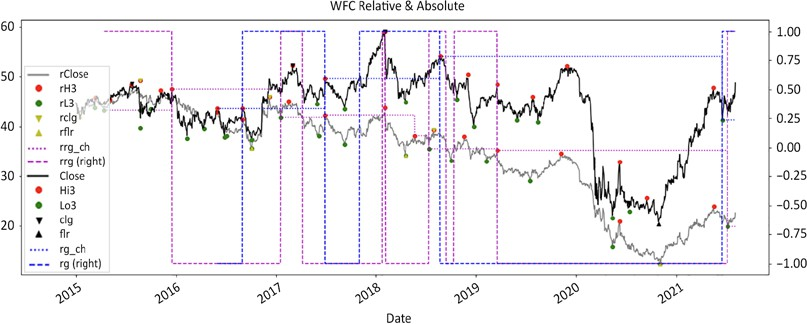 WFC Relative & Absolute
60
50
40
30
20
1.00
0.75
0.50
0.25
0.00
−0.25
−0.50
−0.75
−1.00
rClose
rH3
rL3
rclg
rflr
rrg_ch
rrg (right)
Close
Hi3
Lo3
clg
flr
rg_ch
rg (right)
2015
2016
2017
2018
2019
2020
2021
Date